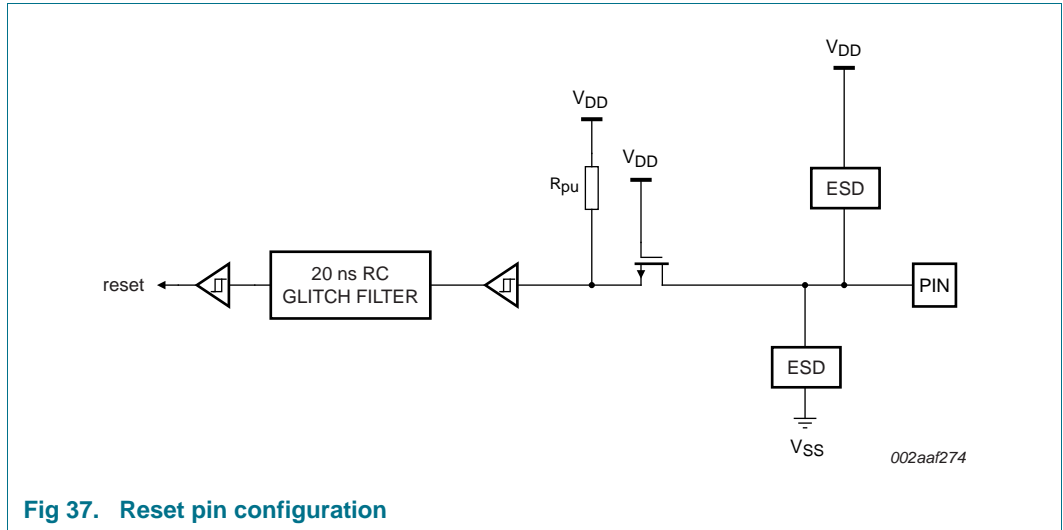 VDD
VDD
VDD
Rpu
ESD
reset
20 ns RC
GLITCH FILTER
PIN
ESD
VSS
002aaf274
Fig 37. Reset pin configuration